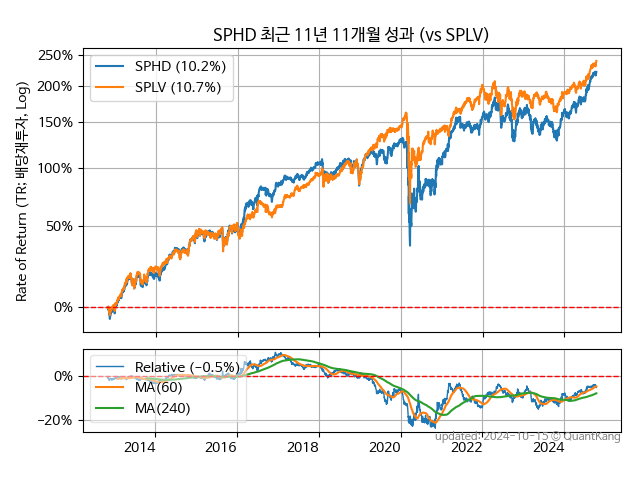 SPHD 최근 11년 11개월 성과 (vs SPLV)
Rate of Return (TR; 배당재투자, Log)
250%
200%
150%
100%
50%
0%
SPHD (10.2%)
SPLV (10.7%)
0%
−20%
Relative (−0.5%)
MA(60)
MA(240)
2014
2016
2018
2020
2022
2024
updated: 2024-10-15 © QuantKang